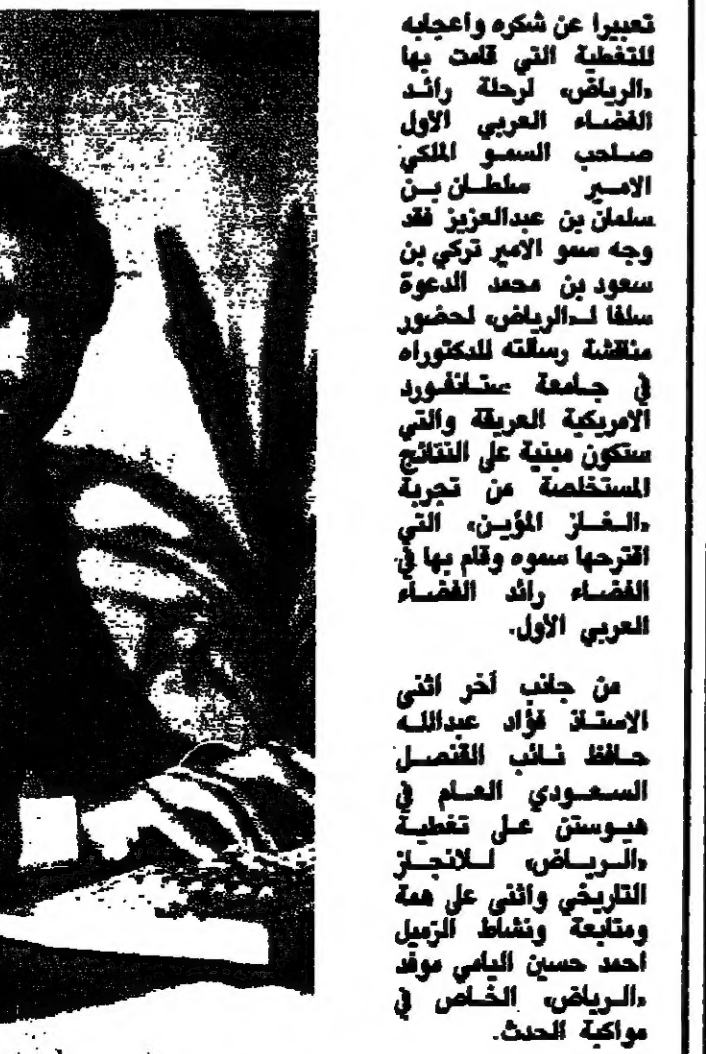 تعبيرا عن شكره واعجابه
للتغطية التي قامت بها
«الرياض» لرحلة رائد
الفضاء العربي الأول
صاحب السمو الملكي
الامير سلطان بن
سلمان بن عبدالعزيز فقد
وجه سمو الامير تركي بن
سعود بن محمد الدعوة
سلفا لـ«الرياض» لحضور
مناقشة رسالته للدكتوراه
في جامعة ستانفورد
الامريكية العريقة والتي
ستكون مبنية على النتائج
المستخلصة من تجربة
«الغاز المؤين» التي
اقترحها سموه وقام بها في
الفضاء رائد الفضاء
العربي الأول.
من جانب أخر اثنى
الاستاذ فؤاد عبدالله
حافظ نائب القنصل
السعودي العام في
هيوستن على تغطية
«الرياض» للانجاز
التاريخي واثنى على همة
ومتابعة ونشاط الزميل
احمد حسين اليامي موفد
«الرياض» الخاص في
مواكبة الحدث.